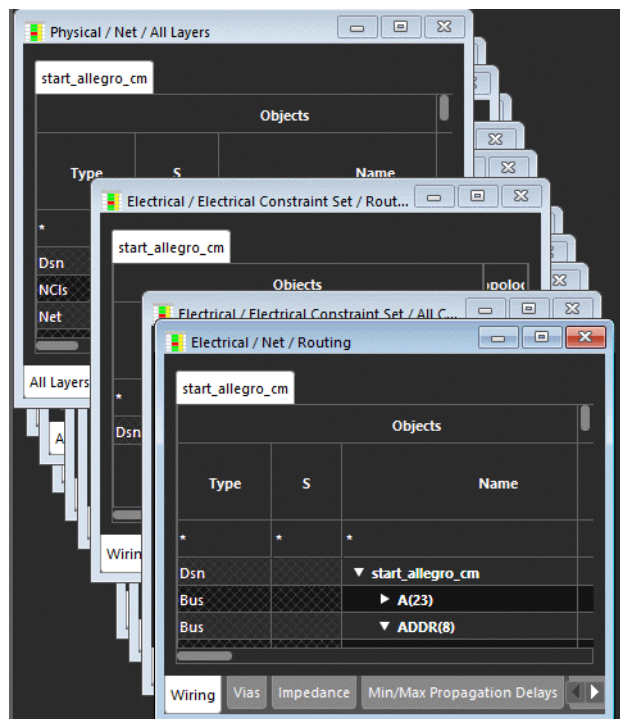 Physical / Net / All Layers
start_allegro_cm
Objects
Type S Name
*
Dsn
NCIs
Net
All Layers
A
Electrical / Electrical Constraint Set / Rout...
start_allegro_cm
Objects
*
Dsn
Electrical / Electrical Constraint Set / All C...
Electrical / Net / Routing
start_allegro_cm
Objects
Type S Name
* * *
Dsn start_allegro_cm
Bus A(23)
Bus ADDR(8)
Wiring Vias Impedance Min/Max Propagation Delays